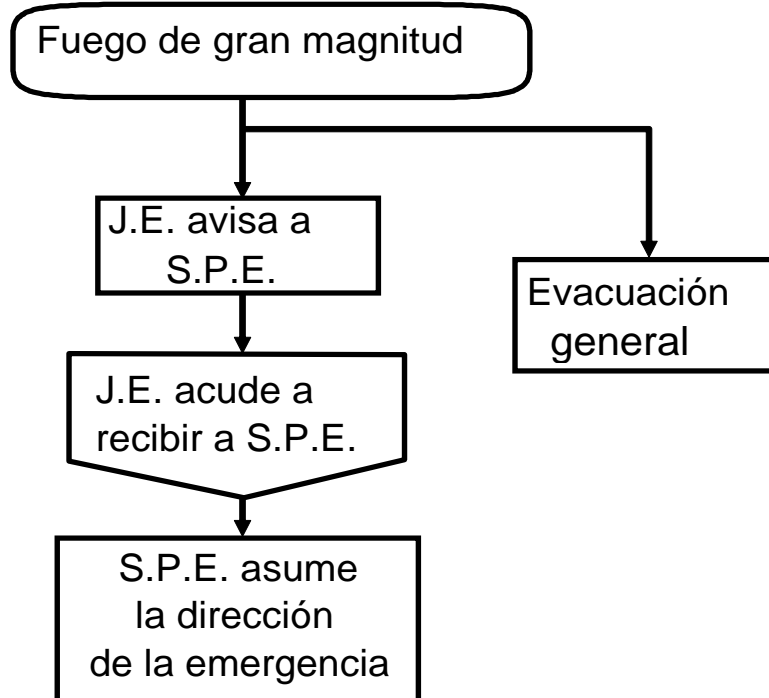 Fuego de gran magnitud
J.E. avisa a
S.P.E.
Evacuación
general
J.E. acude a
recibir a S.P.E.
S.P.E. asume
la dirección
de la emergencia